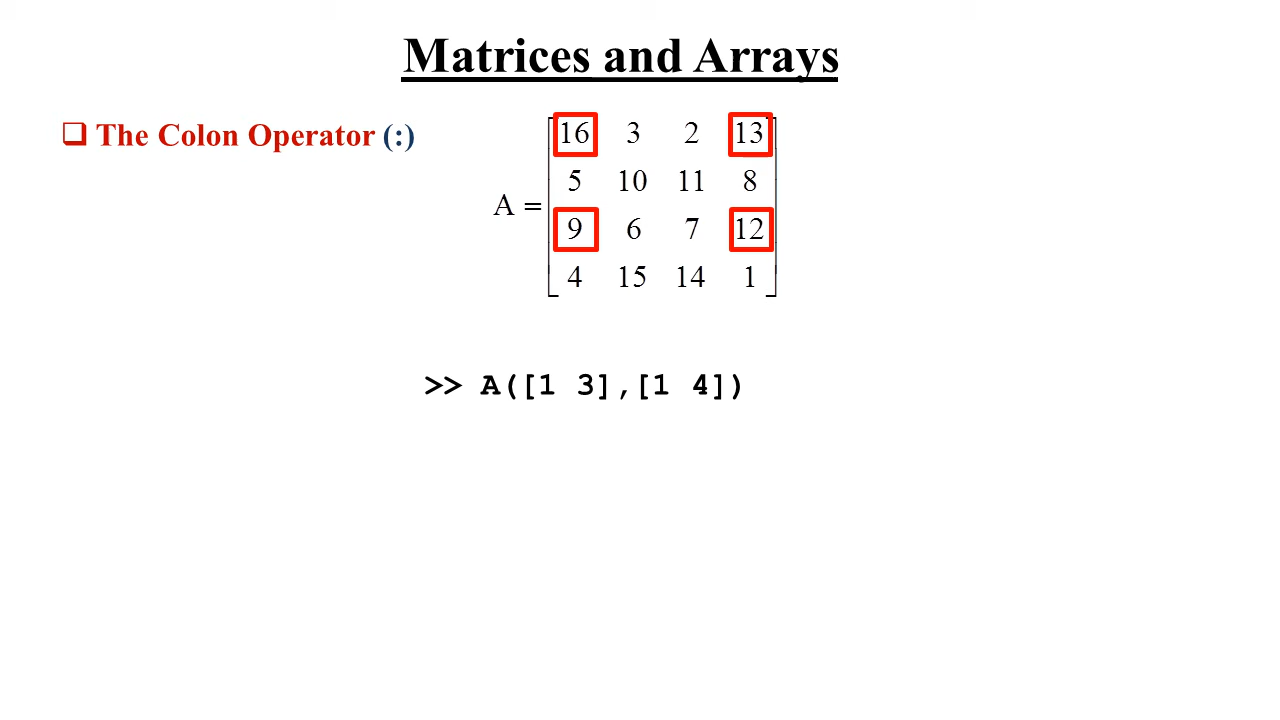 Matrices and Arrays
❑ The Colon Operator (:)
16 3 2 13
5 10 11 8
A =
9 6 7 12
4 15 14 1
>> A([1 3],[1 4])